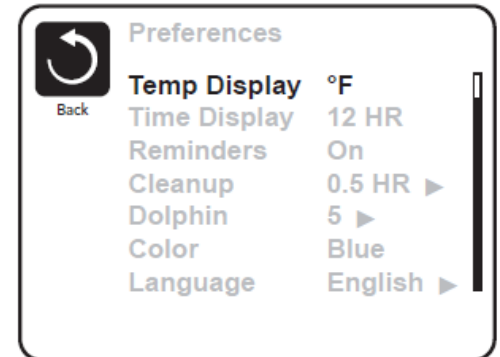 Preferences
Back
Temp Display °F
Time Display 12 HR
Reminders On
Cleanup 0.5 HR ▶
Dolphin 5 ▶
Color Blue
Language English ▶